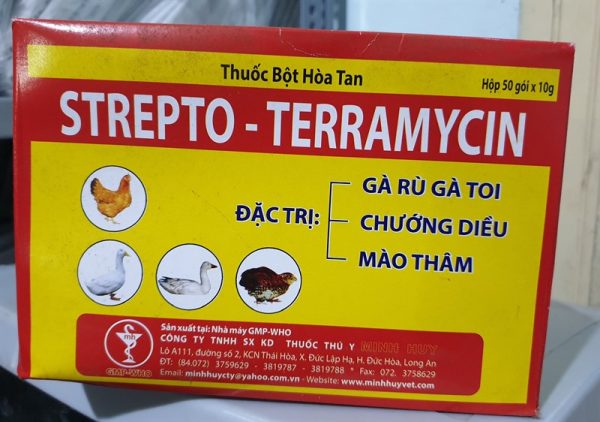 Thuốc Bột Hòa Tan
Hộp 50 gói x 10g
STREPTO - TERRAMYCIN
ĐẶC TRỊ:
GÀ RÙ GÀ TOI
CHƯỚNG DIỀU
MÀO THÂM
mh
GMP-WHO
Sản xuất tại: Nhà máy GMP-WHO
CÔNG TY TNHH SX KD THUỐC THÚ Y MINH HUY
Lô A111, đường số 2, KCN Thái Hòa, X. Đức Lập Hạ, H. Đức Hòa, Long An
ĐT: (84.072) 3759629 - 3819787 - 3819788 * Fax: 072. 3758629
Email: minhhuycty@yahoo.com.vn - Website: www.minhhuyvet.com